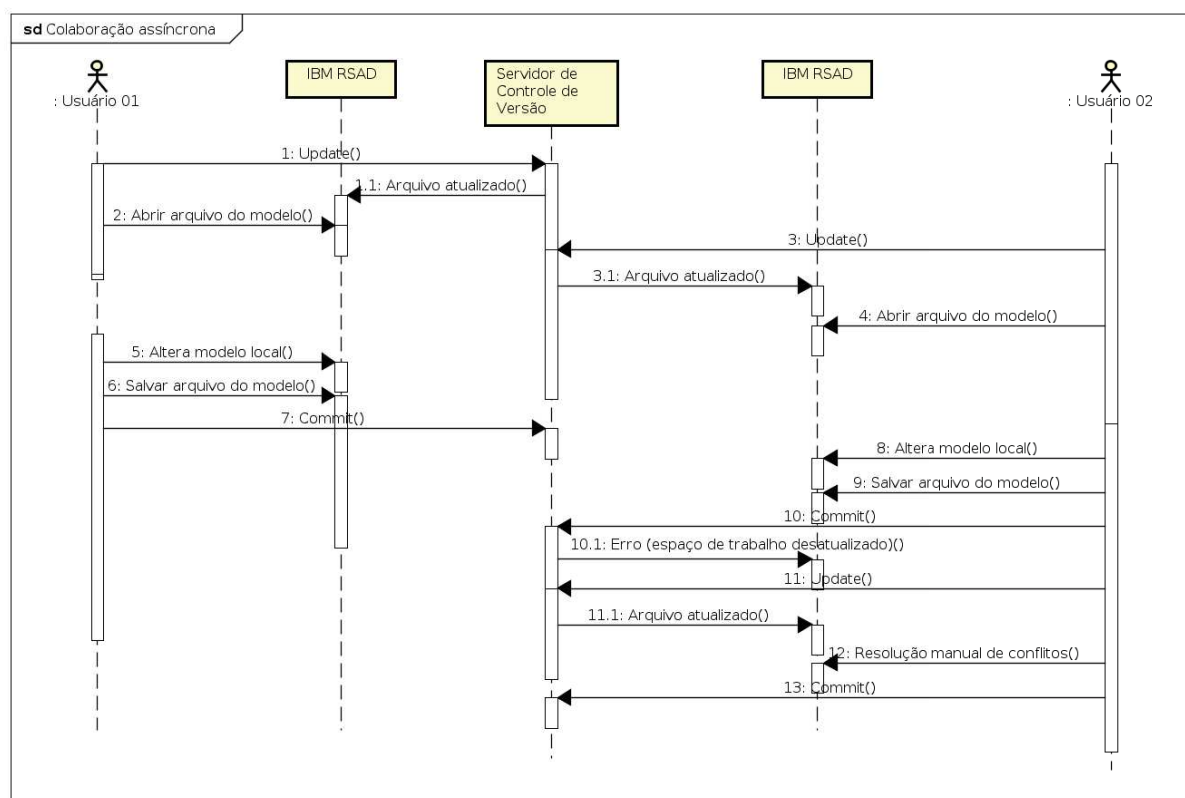 sd Colaboração assíncrona
: Usuário 01
IBM RSAD
Servidor de
Controle de
Versão
IBM RSAD
: Usuário 02
1: Update()
1.1: Arquivo atualizado()
2: Abrir arquivo do modelo()
3: Update()
3.1: Arquivo atualizado()
4: Abrir arquivo do modelo()
5: Altera modelo local()
6: Salvar arquivo do modelo()
7: Commit()
8: Altera modelo local()
9: Salvar arquivo do modelo()
10: Commit()
10.1: Erro (espaço de trabalho desatualizado)()
11: Update()
11.1: Arquivo atualizado()
12: Resolução manual de conflitos()
13: Commit()